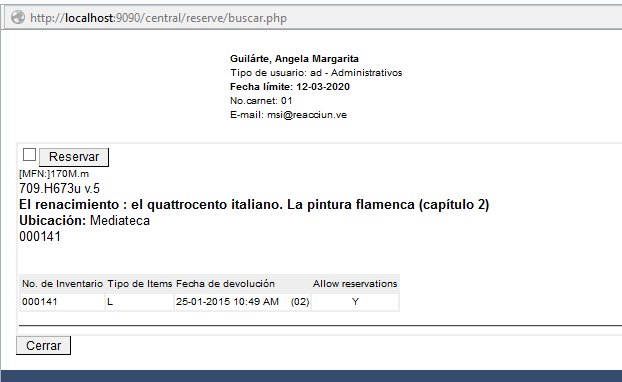 http://localhost:9090/central/reserve/buscar.php
Guilárte, Angela Margarita
Tipo de usuario: ad - Administrativos
Fecha límite: 12-03-2020
No.carnet: 01
E-mail: msi@reacciun.ve
Reservar
[MFN:]170M.m
709.H673u v.5
El renacimiento : el quattrocento italiano. La pintura flamenca (capítulo 2)
Ubicación: Mediateca
000141
No. de Inventario Tipo de Items Fecha de devolución Allow reservations
000141 L 25-01-2015 10:49 AM (02) Y
Cerrar